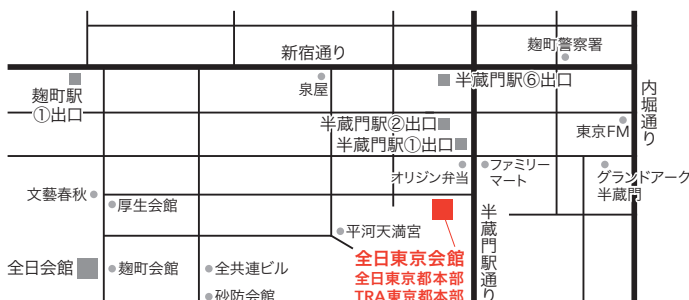 麹町警察署
新宿通り
半蔵門駅⑥出口
泉屋
麹町駅
①出口
内堀通り
半蔵門駅②出口
東京FM
半蔵門駅①出口
ファミリー
マート
オリジン弁当
グランドアーク
半蔵門
文藝春秋
厚生会館
半蔵門駅通り
平河天満宮
全日東京会館
全日東京都本部
TRA東京都本部
全日会館
麹町会館
全共連ビル
砂防会館